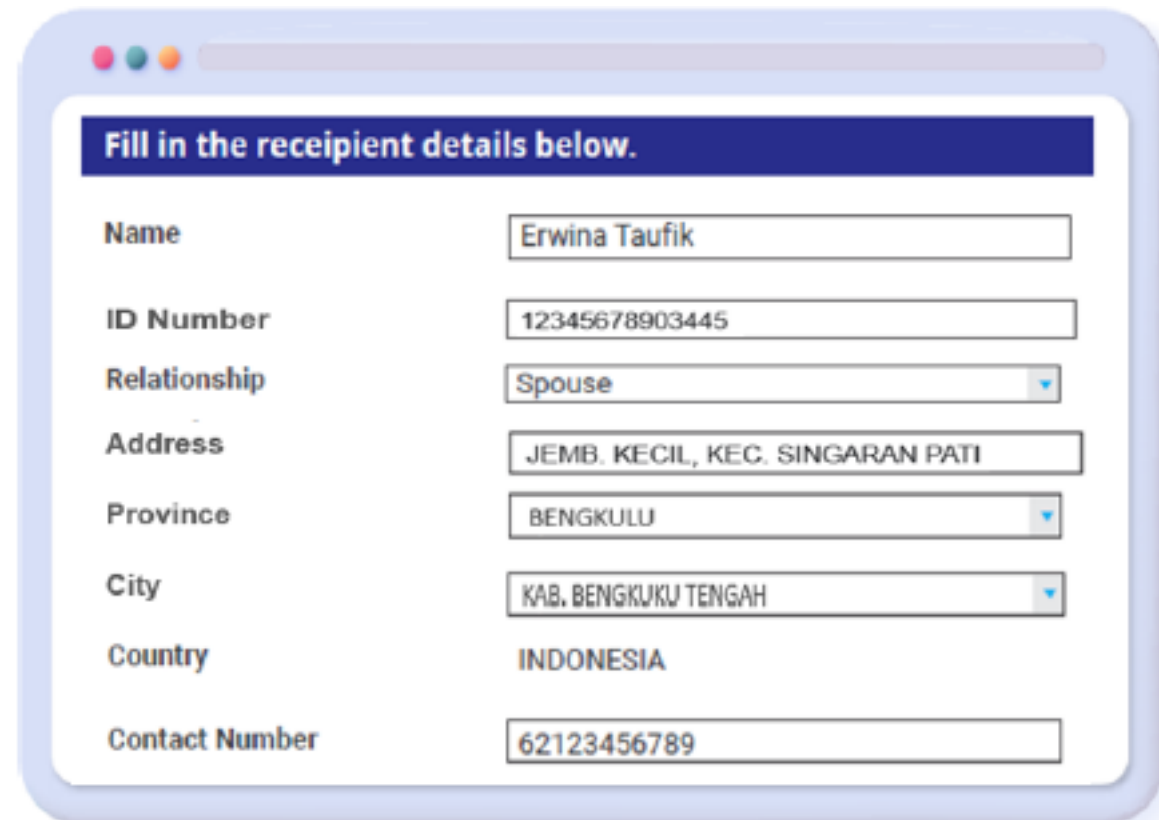 Fill in the receipient details below.
Name Erwina Taufik
ID Number 12345678903445
Relationship Spouse
Address JEMB. KECIL, KEC. SINGARAN PATI
Province BENGKULU
City KAB. BENGKUKU TENGAH
Country INDONESIA
Contact Number 62123456789